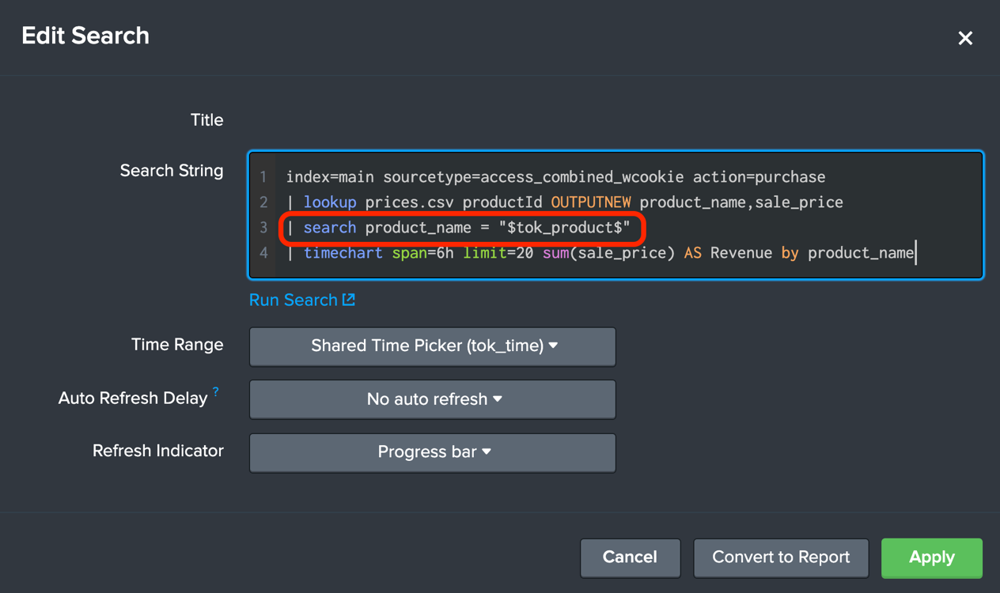 Edit Search
Title
Search String
1 index=main sourcetype=access_combined_wcookie action=purchase
2 | lookup prices.csv productId OUTPUTNEW product_name,sale_price
3 | search product_name = "$tok_product$"
4 | timechart span=6h limit=20 sum(sale_price) AS Revenue by product_name
Run Search
Time Range
Shared Time Picker (tok_time)
Auto Refresh Delay ?
No auto refresh
Refresh Indicator
Progress bar
Cancel
Convert to Report
Apply